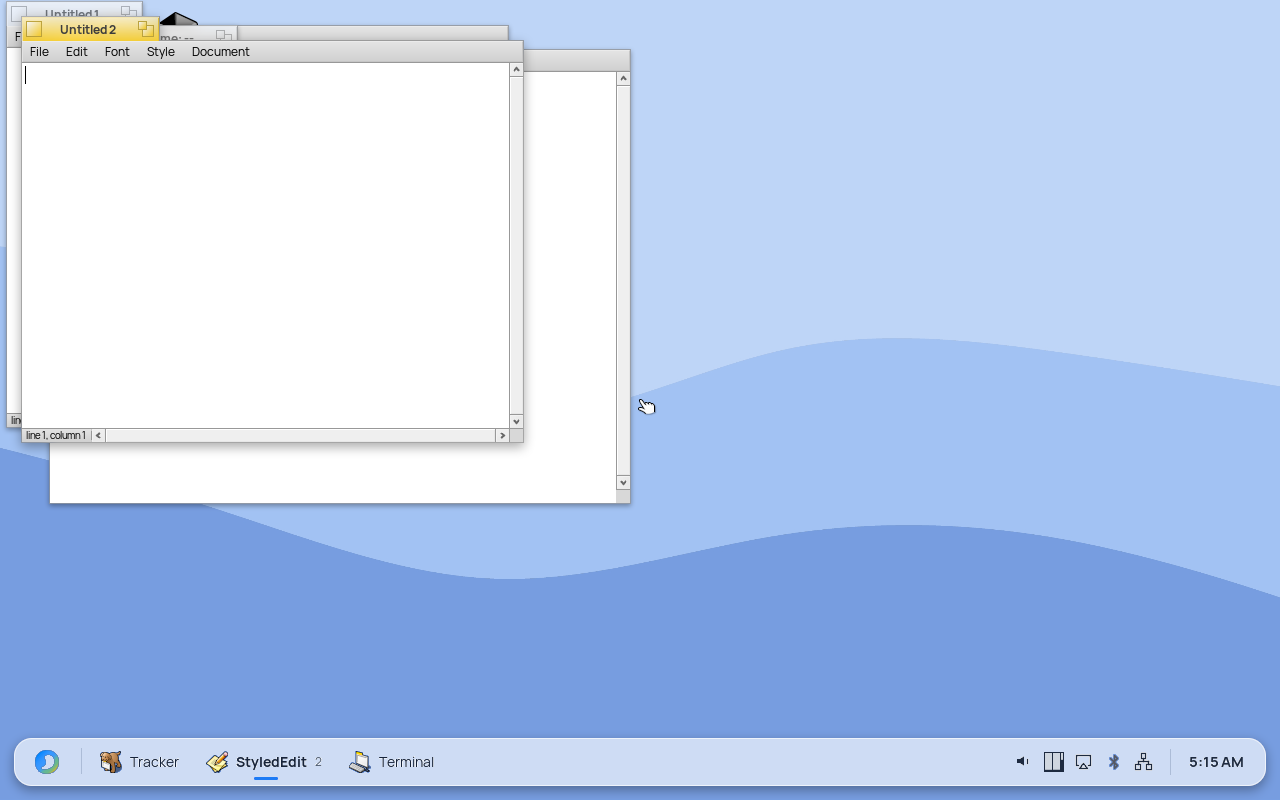 Untitled 1
Untitled 2
me: --
File Edit Font Style Document
line 1, column 1
Tracker
StyledEdit 2
Terminal
5:15 AM